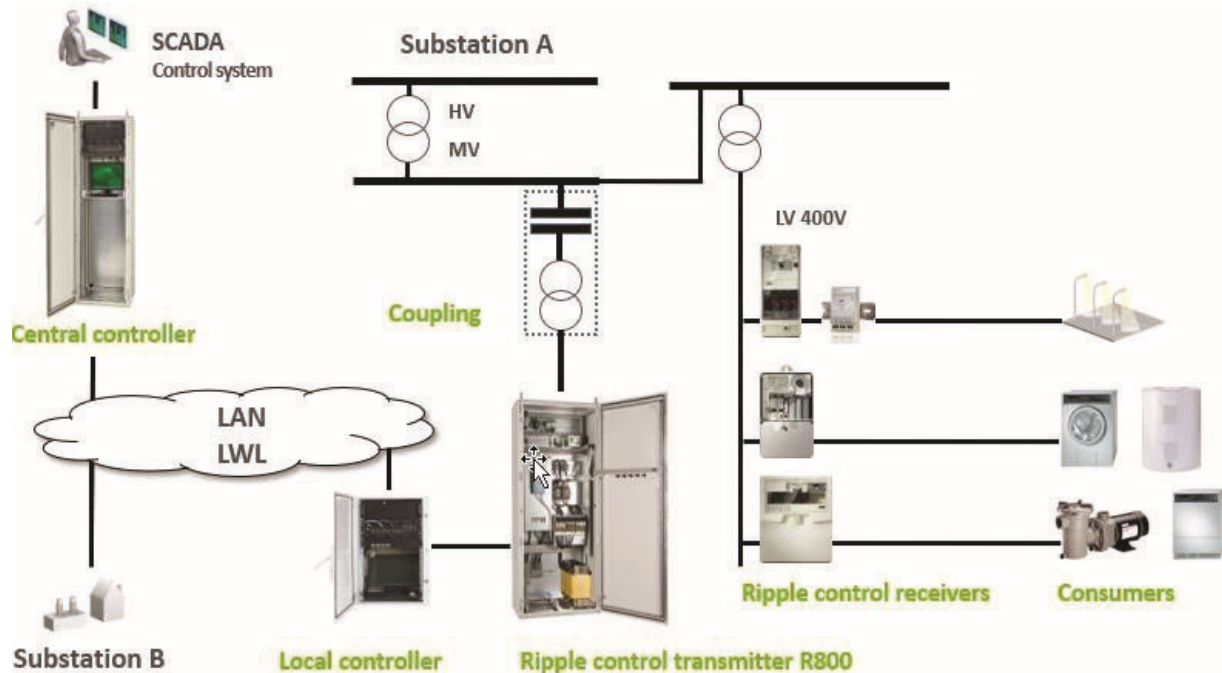 SCADA
Control system
Substation A
HV
MV
LV 400V
Coupling
Central controller
LAN
LWL
Ripple control receivers
Consumers
Substation B
Local controller
Ripple control transmitter R800